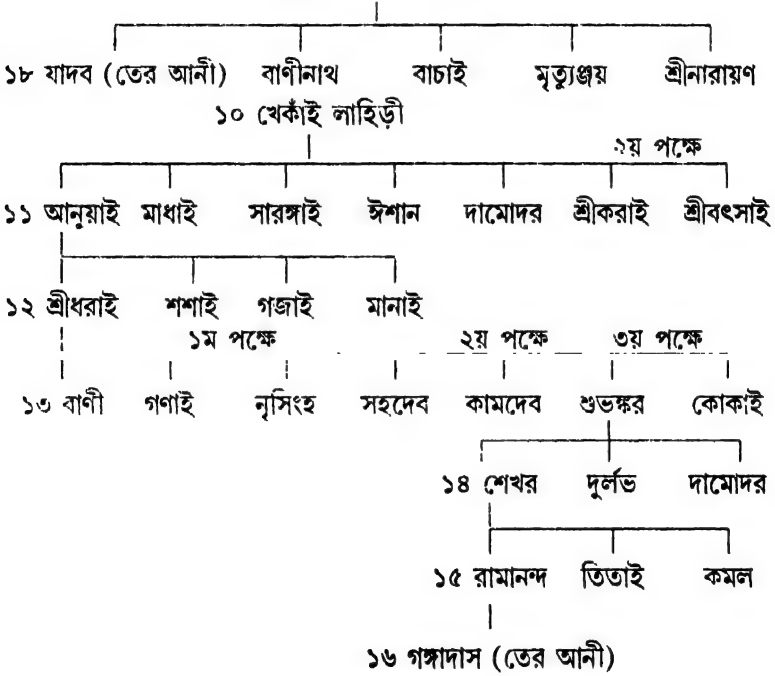 ১৮ যাদব (তের আনী) বাণীনাথ বাচাই মৃত্যুঞ্জয় শ্রীনারায়ণ
১০ খেকাঁই লাহিড়ী
২য় পক্ষে
১১ আনুয়াই মাধাই সারঙ্গাই ঈশান দামোদর শ্রীকরাই শ্রীবৎসাই
১২ শ্রীধরাই শশাই গজাই মানাই
১ম পক্ষে ২য় পক্ষে ৩য় পক্ষে
১৩ বাণী গণাই নৃসিংহ সহদেব কামদেব শুভঙ্কর কোকাই
১৪ শেখর দুর্লভ দামোদর
১৫ রামানন্দ তিতাই কমল
১৬ গঙ্গাদাস (তের আনী)